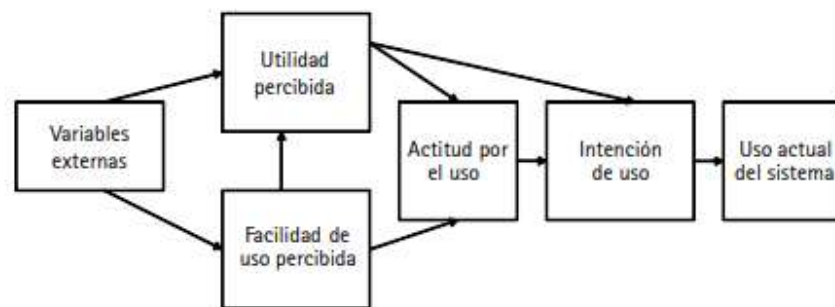 Utilidad
percibida
Variables
externas
Facilidad de
uso percibida
Actitud por
el uso
Intención
de uso
Uso actual
del sistema